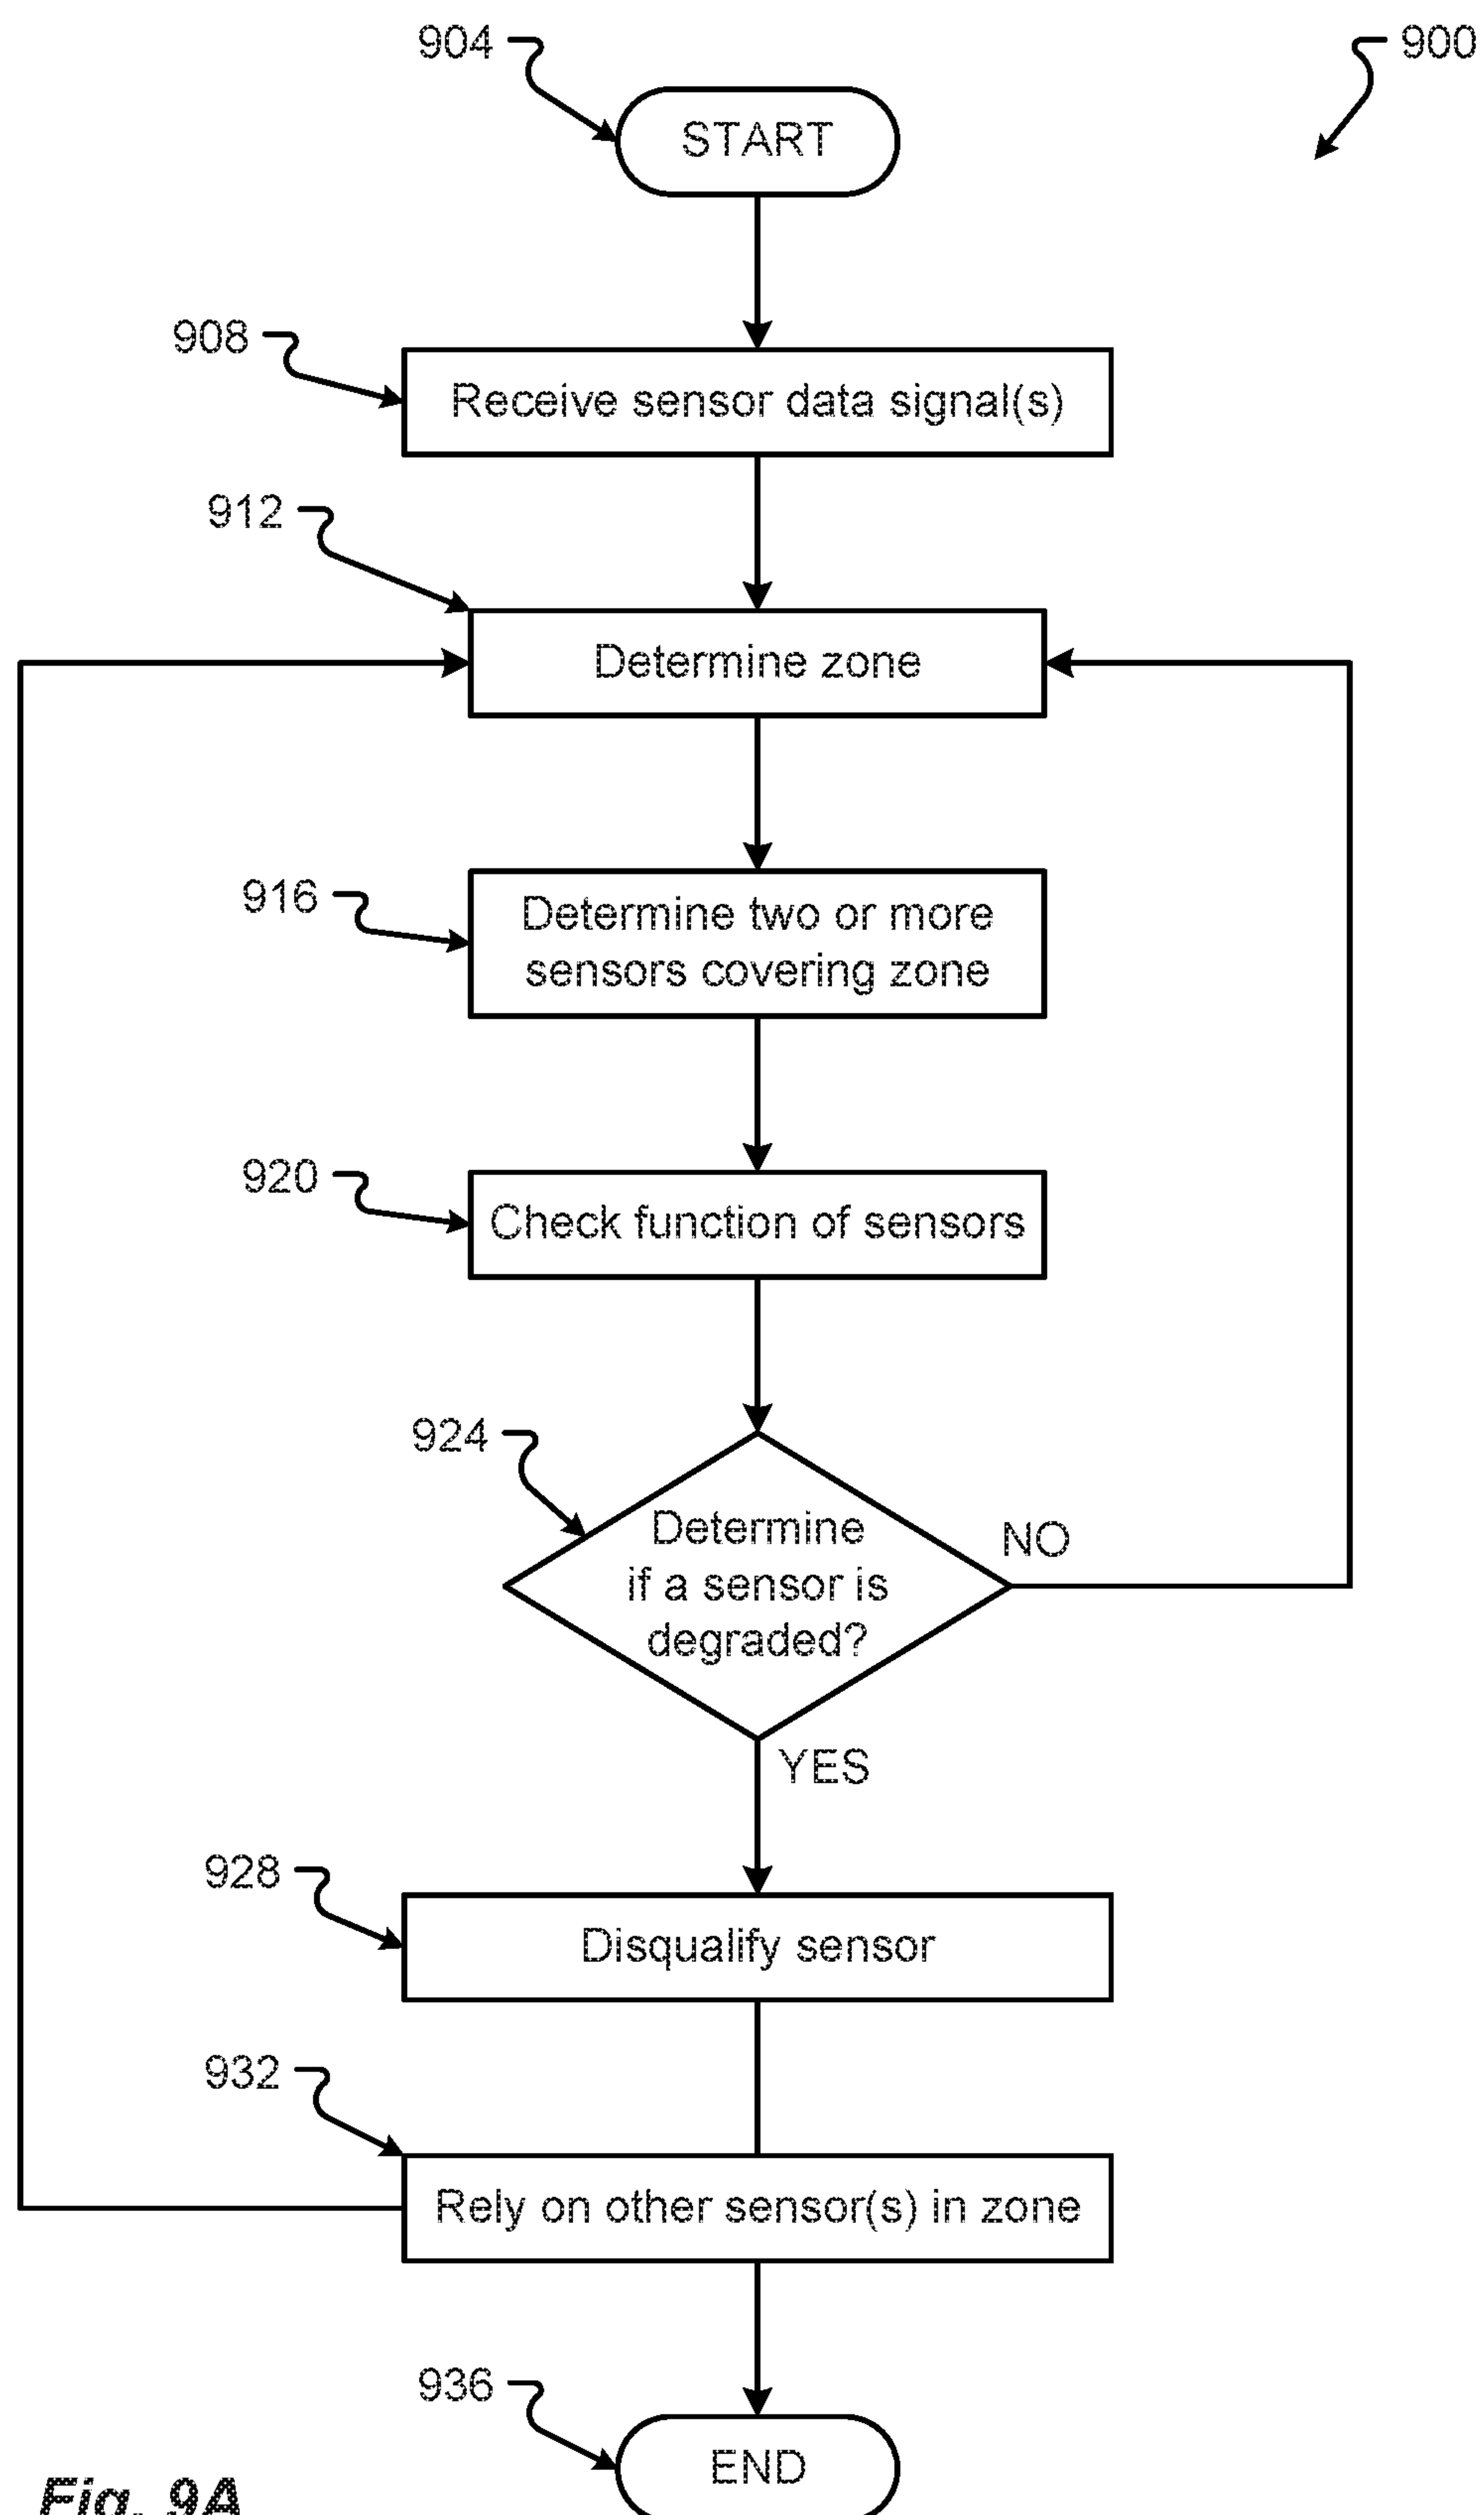 904
900
START
908
Receive sensor data signal(s)
912
Determine zone
916
Determine two or more
sensors covering zone
920
Check function of sensors
924
Determine
if a sensor is
degraded?
NO
YES
928
Disqualify sensor
932
Rely on other sensor(s) in zone
936
END
Fig. 9A